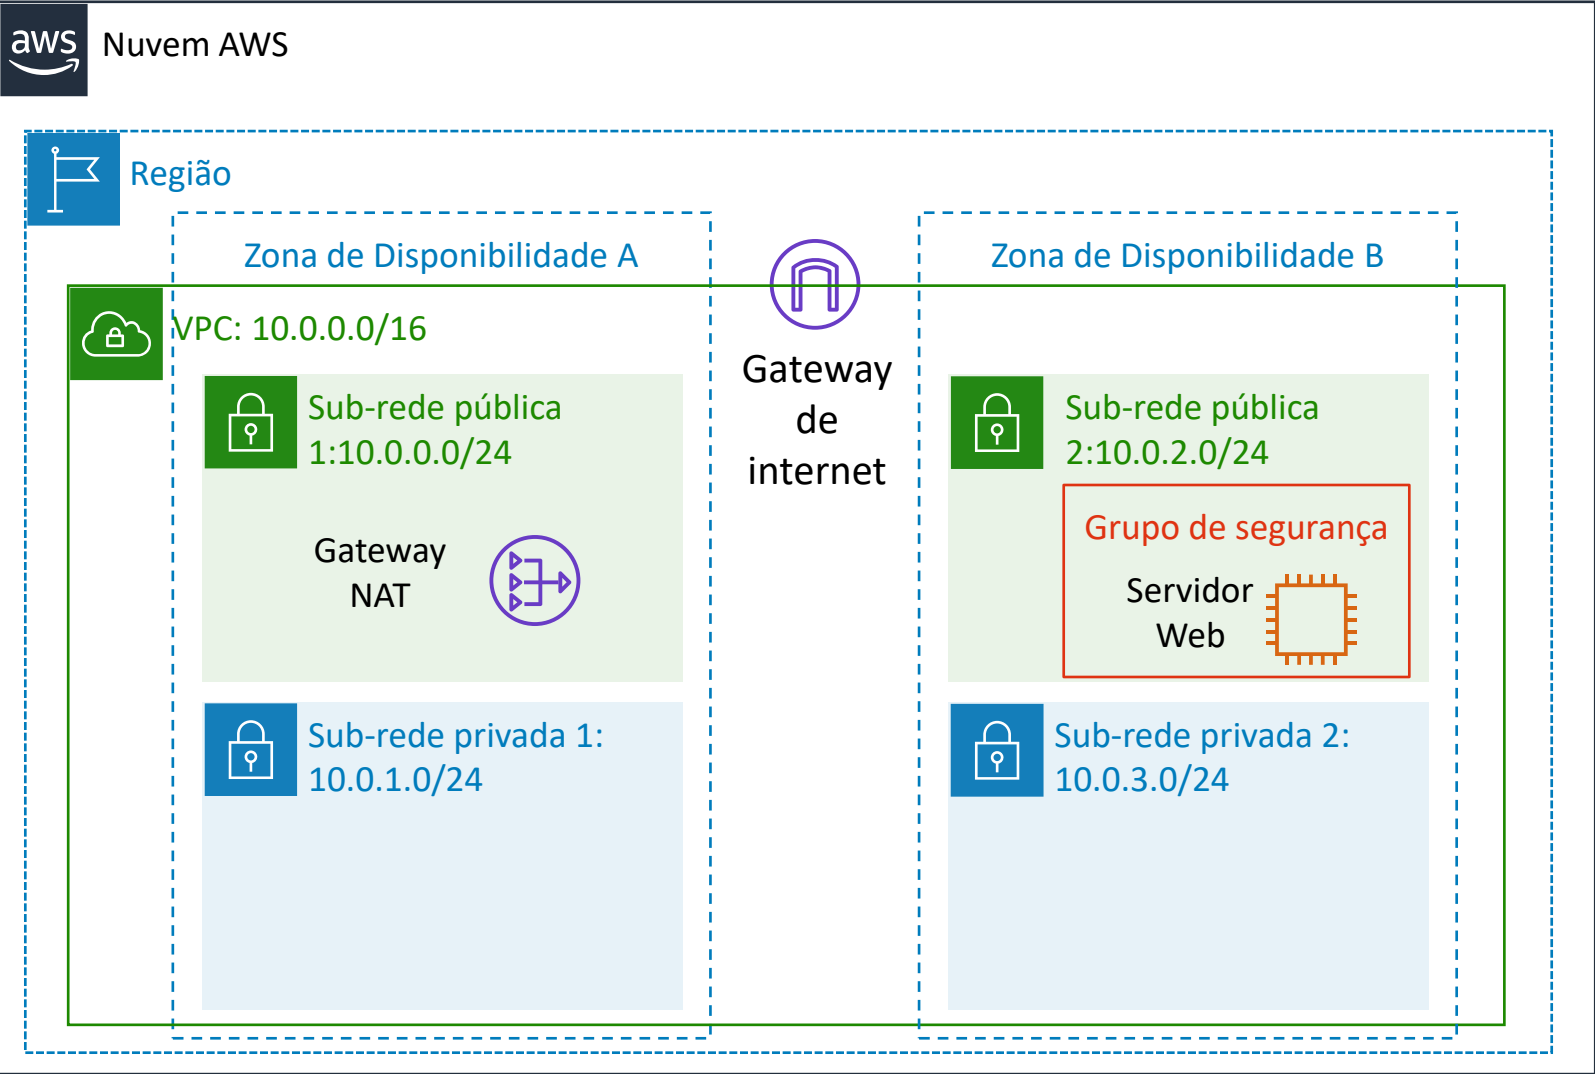 aws
Nuvem AWS
Região
Zona de Disponibilidade A
Zona de Disponibilidade B
VPC: 10.0.0.0/16
Sub-rede pública
1:10.0.0.0/24
Gateway
NAT
Gateway
de
internet
Sub-rede pública
2:10.0.2.0/24
Grupo de segurança
Servidor
Web
Sub-rede privada 1:
10.0.1.0/24
Sub-rede privada 2:
10.0.3.0/24